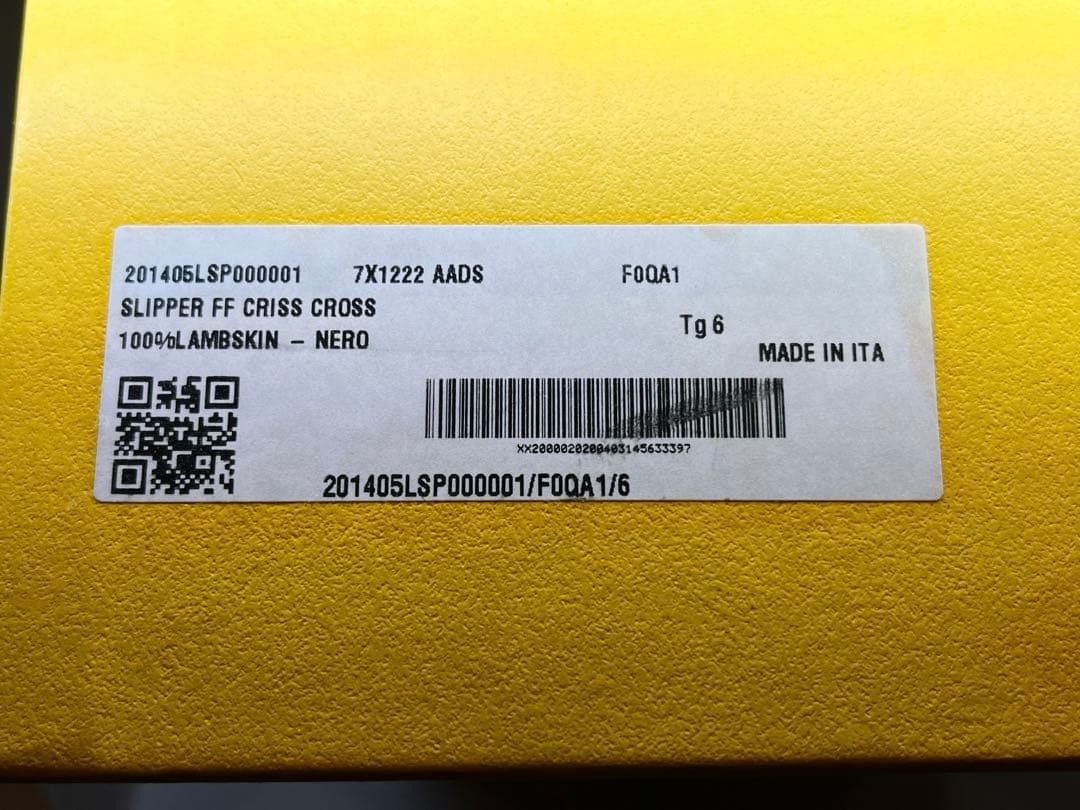 201405LSP000001 7X1222 AADS F0QA1
SLIPPER FF CRISS CROSS
Tg 6
100%LAMBSKIN – NERO
MADE IN ITA
XX2000020200403145633397
201405LSP000001/F0QA1/6